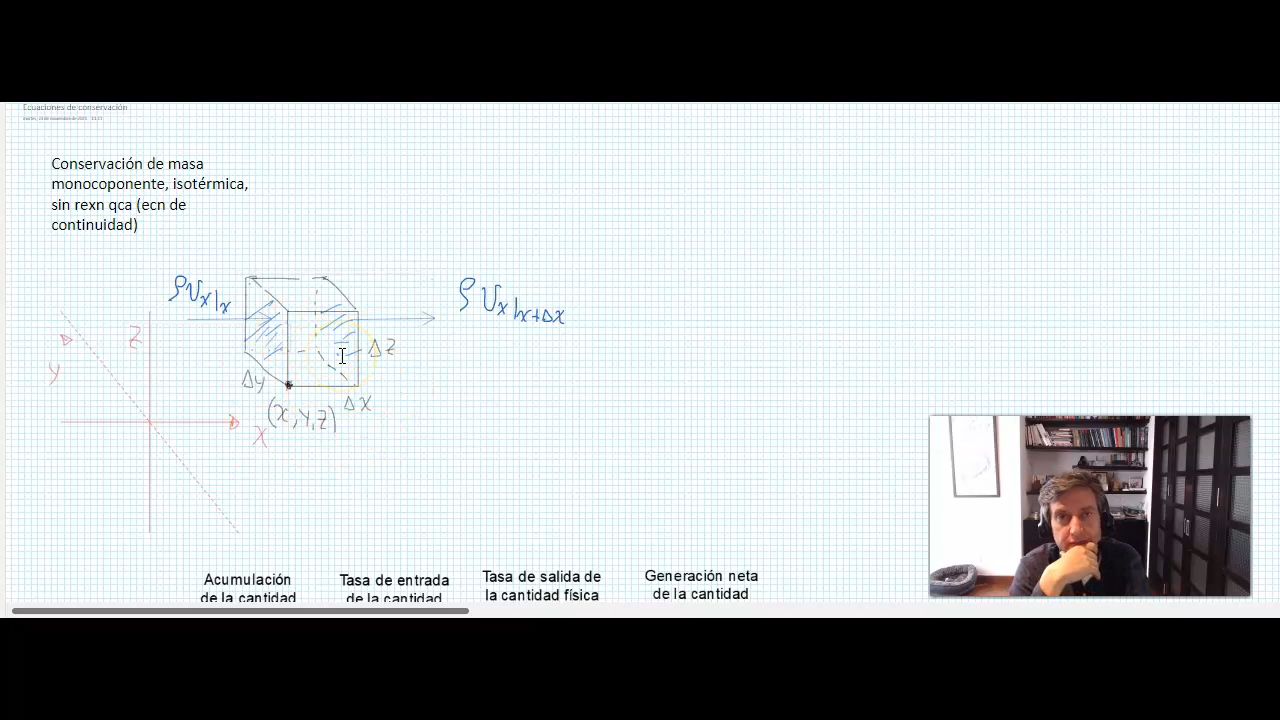 Ecuaciones de conservación
Conservación de masa
monocoponente, isotérmica,
sin rexn qca (ecn de
continuidad)
ρUx|x
ρUx|x+Δx
Z
Y
X
ΔZ
ΔY
ΔX
(X,Y,Z)
Acumulación
de la cantidad
Tasa de entrada
de la cantidad
Tasa de salida de
la cantidad física
Generación neta
de la cantidad